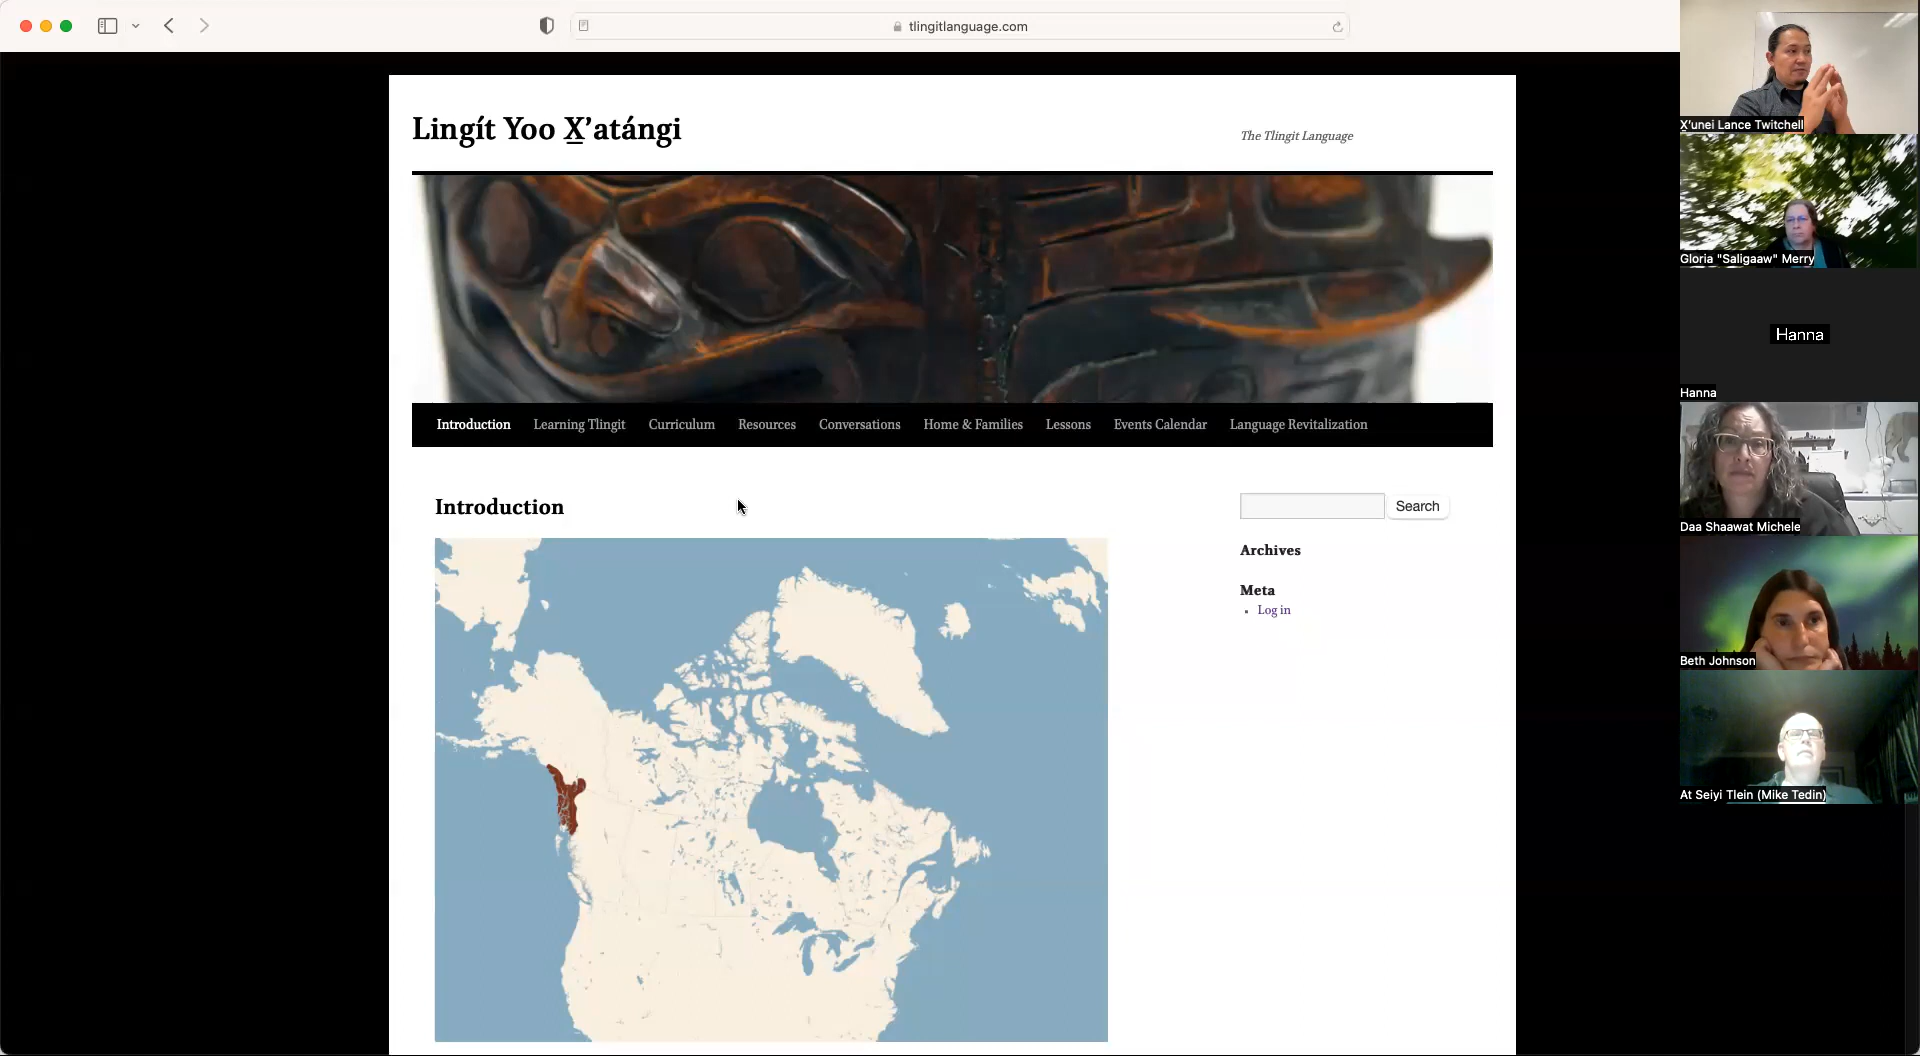 tlingitlanguage.com
Lingít Yoo X̲’atángi
The Tlingit Language
Introduction Learning Tlingit Curriculum Resources Conversations Home & Families Lessons Events Calendar Language Revitalization
Introduction
Search
Archives
Meta
Log in
X̲’unei Lance Twitchell
Gloria "Saligaaw" Merry
Hanna
Hanna
Daa Shaawat Michele
Beth Johnson
At Seiyi Tlein (Mike Tedin)